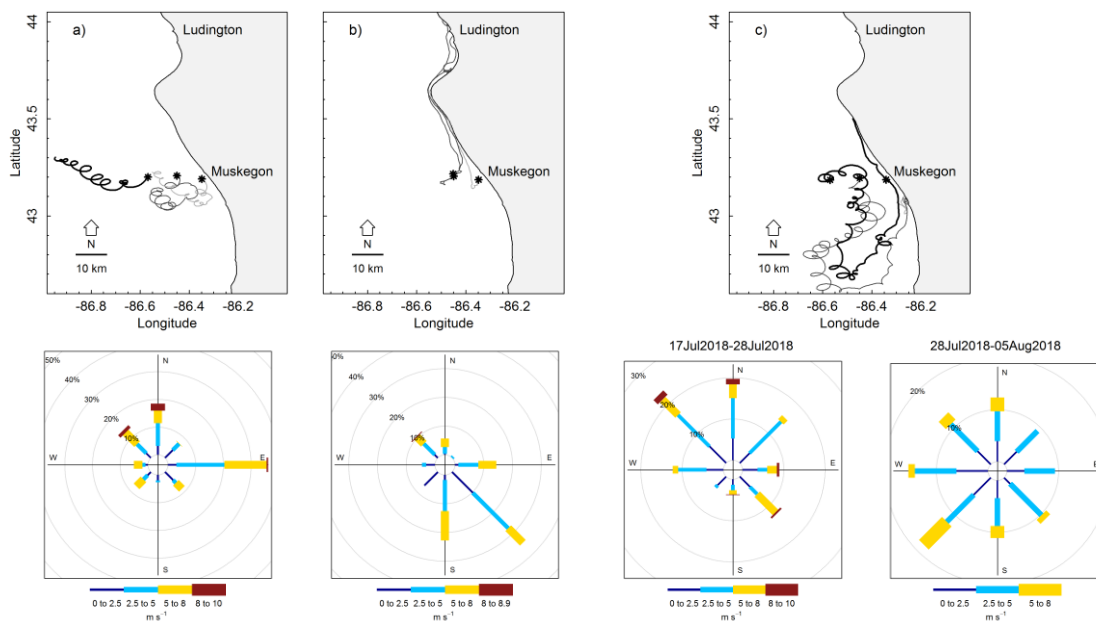 a)
Ludington
Muskegon
44
43.5
43
Latitude
N
10 km
-86.8
-86.6
-86.4
-86.2
Longitude
b)
Ludington
Muskegon
N
10 km
-86.8
-86.6
-86.4
-86.2
Longitude
c)
Ludington
Muskegon
44
43.5
43
Latitude
N
10 km
-86.8
-86.6
-86.4
-86.2
Longitude
50%
40%
30%
20%
10%
N
W
E
S
0 to 2.5 2.5 to 5 5 to 8 8 to 10
m s⁻¹
40%
30%
20%
10%
N
W
E
S
0 to 2.5 2.5 to 5 5 to 8 8 to 8.9
m s⁻¹
17Jul2018-28Jul2018
30%
20%
10%
N
W
E
S
0 to 2.5 2.5 to 5 5 to 8 8 to 10
m s⁻¹
28Jul2018-05Aug2018
20%
10%
N
W
E
S
0 to 2.5 2.5 to 5 5 to 8
m s⁻¹